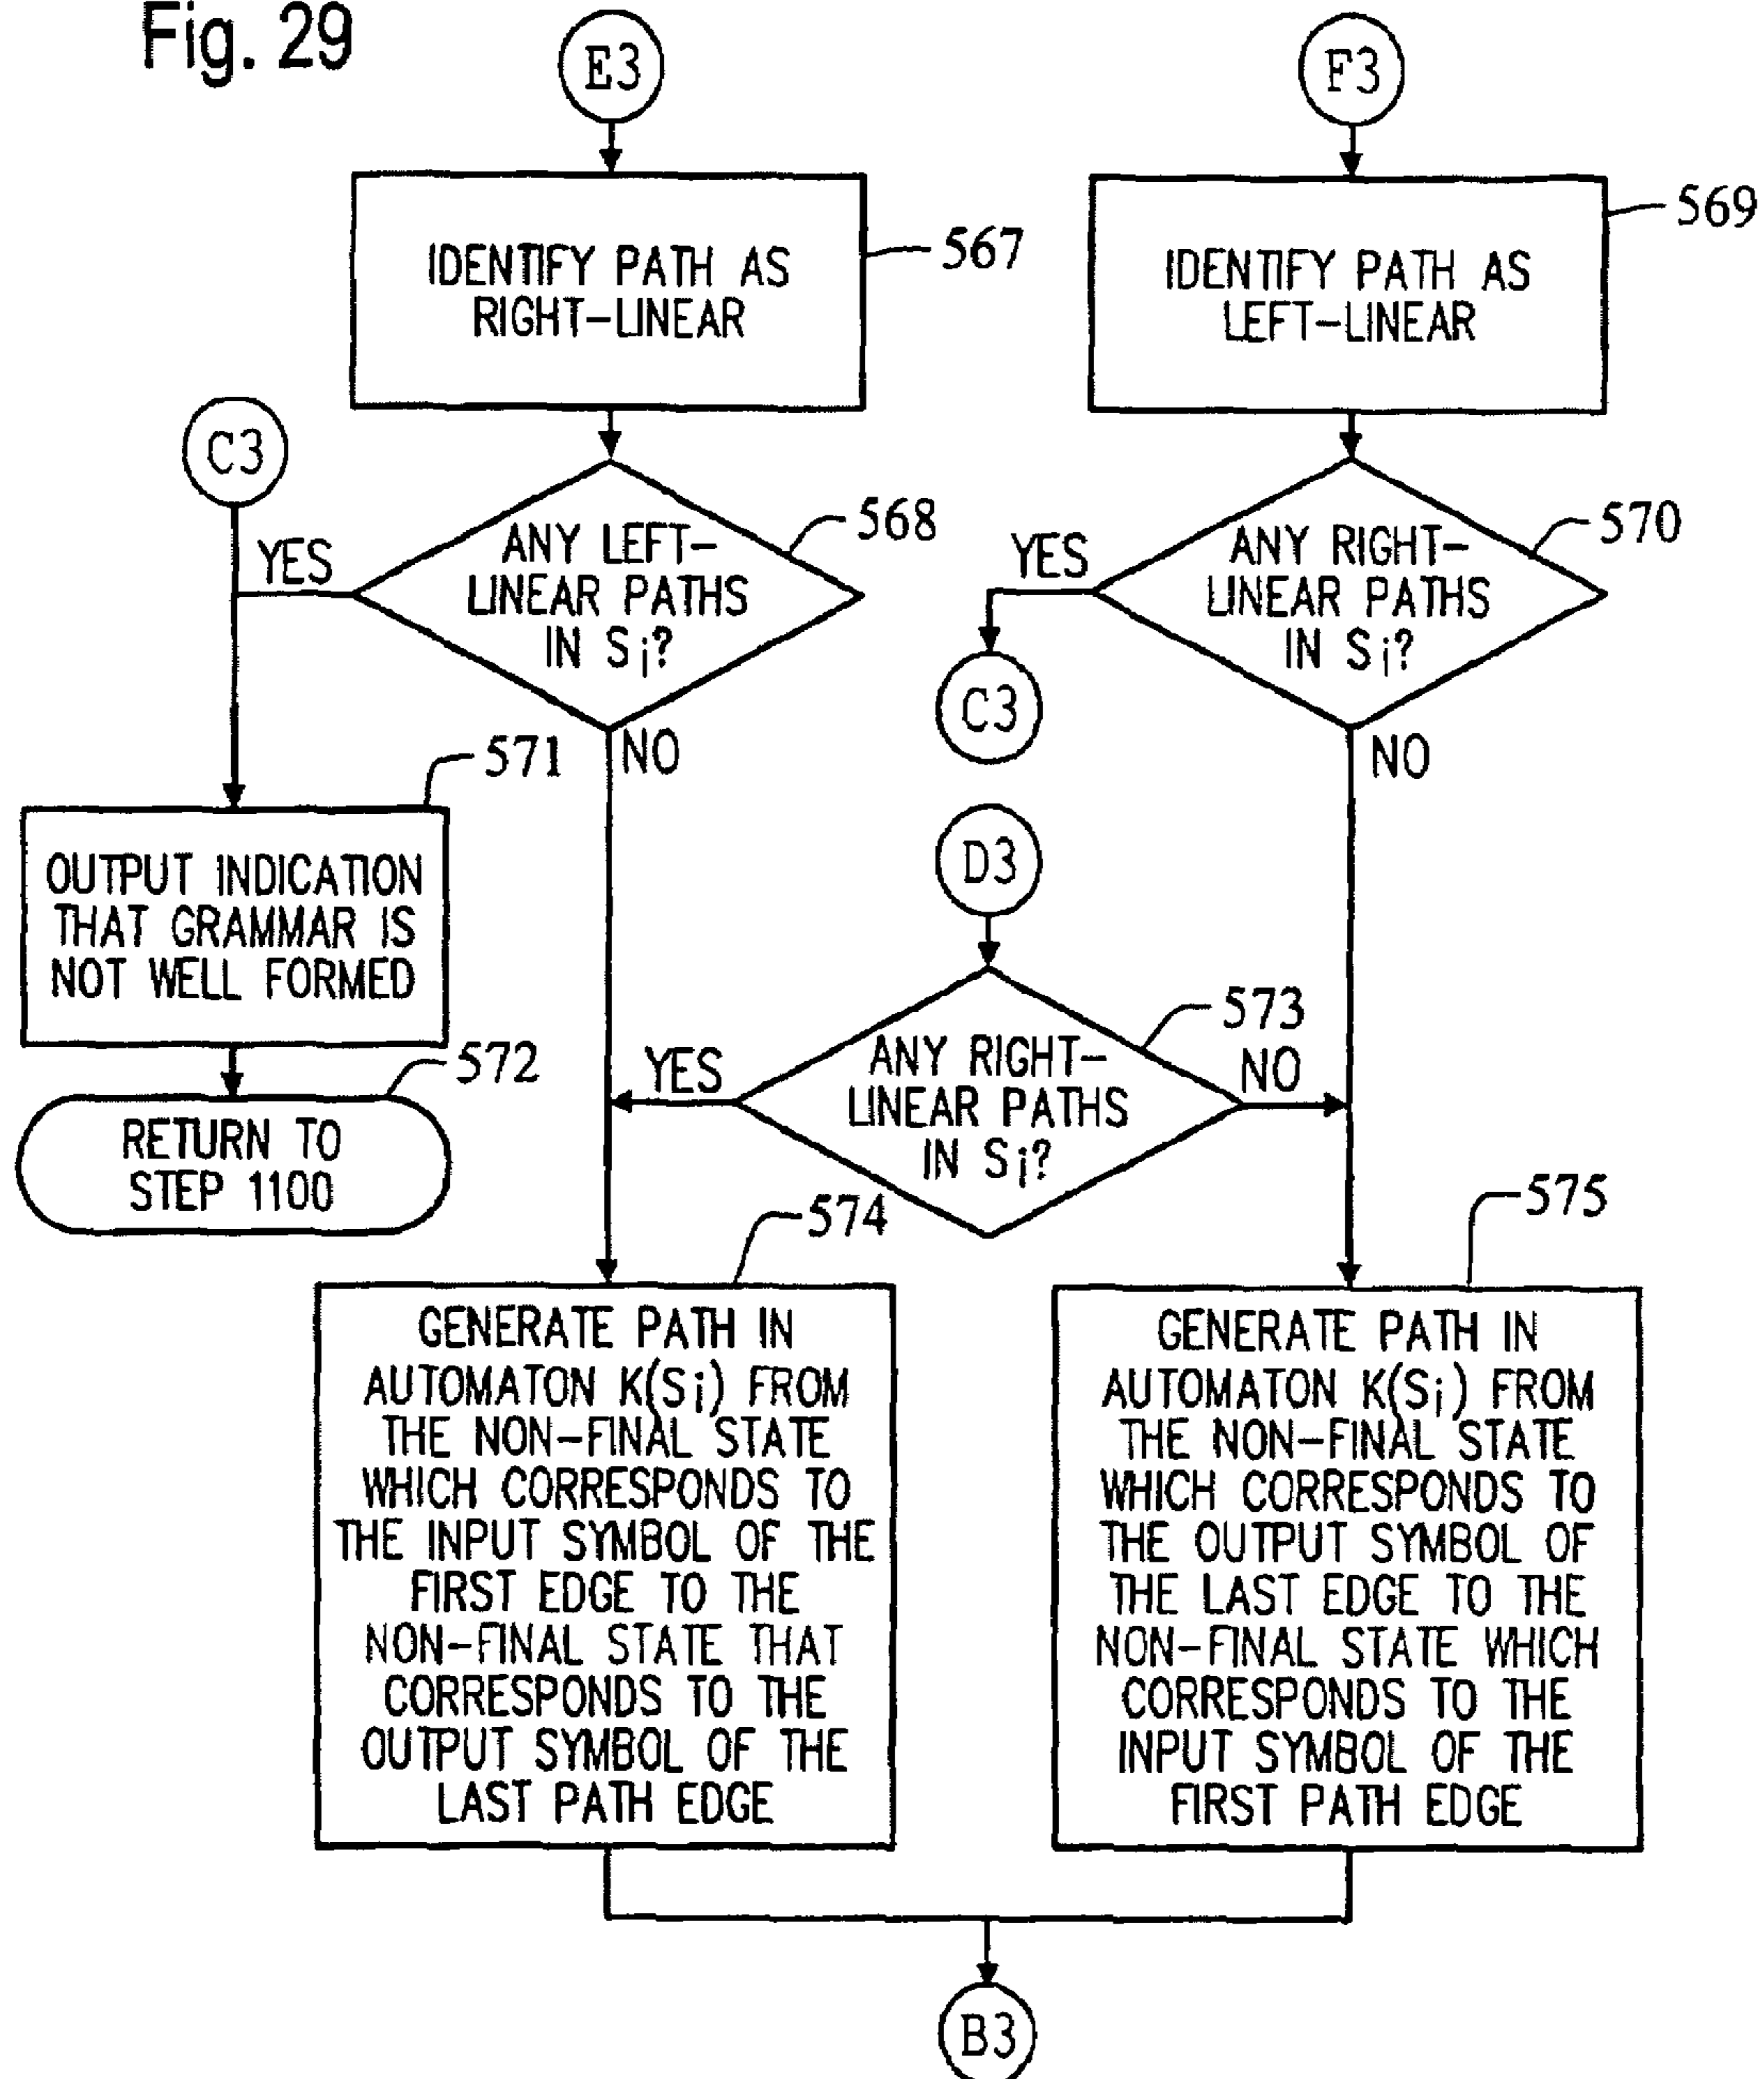 Fig. 29
E3
F3
IDENTIFY PATH AS
RIGHT-LINEAR
567
IDENTIFY PATH AS
LEFT-LINEAR
569
C3
YES
ANY LEFT-
LINEAR PATHS
IN Si?
568
NO
YES
ANY RIGHT-
LINEAR PATHS
IN Si?
570
NO
C3
571
OUTPUT INDICATION
THAT GRAMMAR IS
NOT WELL FORMED
572
RETURN TO
STEP 1100
D3
YES
ANY RIGHT-
LINEAR PATHS
IN Si?
573
NO
574
GENERATE PATH IN
AUTOMATON K(Si) FROM
THE NON-FINAL STATE
WHICH CORRESPONDS TO
THE INPUT SYMBOL OF THE
FIRST EDGE TO THE
NON-FINAL STATE THAT
CORRESPONDS TO THE
OUTPUT SYMBOL OF THE
LAST PATH EDGE
575
GENERATE PATH IN
AUTOMATON K(Si) FROM
THE NON-FINAL STATE
WHICH CORRESPONDS TO
THE OUTPUT SYMBOL OF
THE LAST EDGE TO THE
NON-FINAL STATE WHICH
CORRESPONDS TO THE
INPUT SYMBOL OF THE
FIRST PATH EDGE
B3